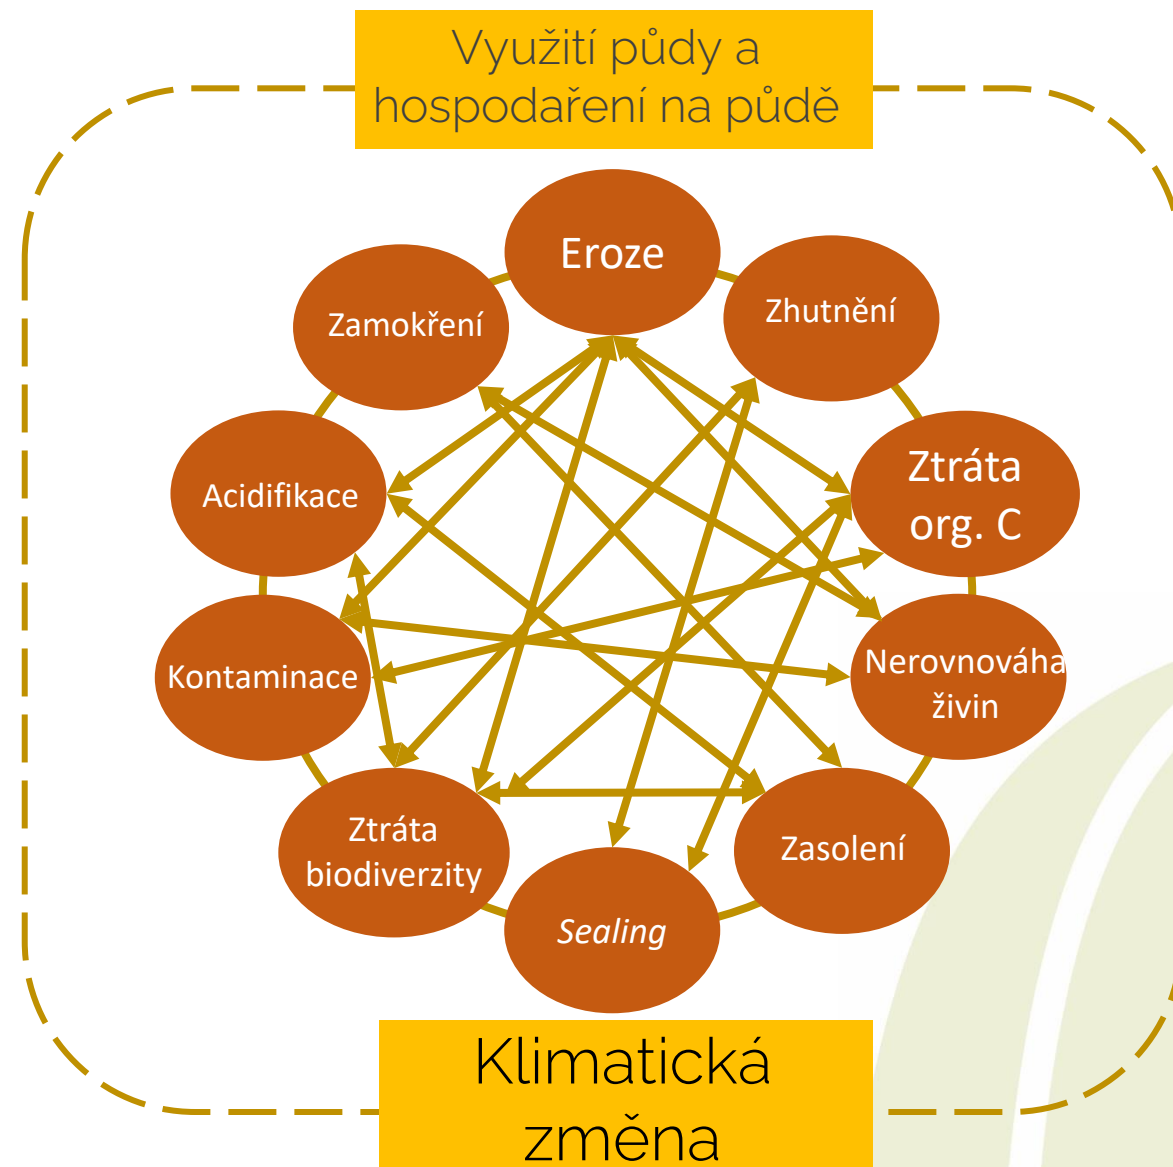 Využití půdy a
hospodaření na půdě
Eroze
Zhutnění
Zamokření
Ztráta
org. C
Acidifikace
Nerovnováha
živin
Kontaminace
Ztráta
biodiverzity
Zasolení
Sealing
Klimatická
změna